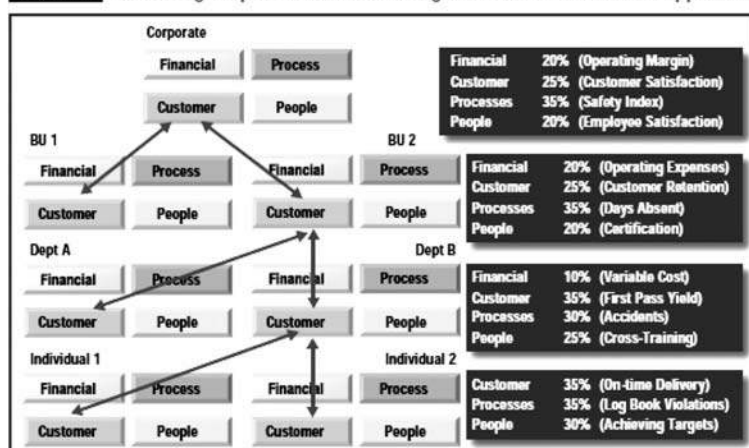 Corporate
Financial Process
Customer People
Financial 20% (Operating Margin)
Customer 25% (Customer Satisfaction)
Processes 35% (Safety Index)
People 20% (Employee Satisfaction)
BU 1 BU 2
Financial Process Financial Process
Customer People Customer People
Financial 20% (Operating Expenses)
Customer 25% (Customer Retention)
Processes 35% (Days Absent)
People 20% (Certification)
Dept A Dept B
Financial Process Financial Process
Customer People Customer People
Financial 10% (Variable Cost)
Customer 35% (First Pass Yield)
Processes 30% (Accidents)
People 25% (Cross-Training)
Individual 1 Individual 2
Financial Process Financial Process
Customer People Customer People
Customer 35% (On-time Delivery)
Processes 35% (Log Book Violations)
People 30% (Achieving Targets)